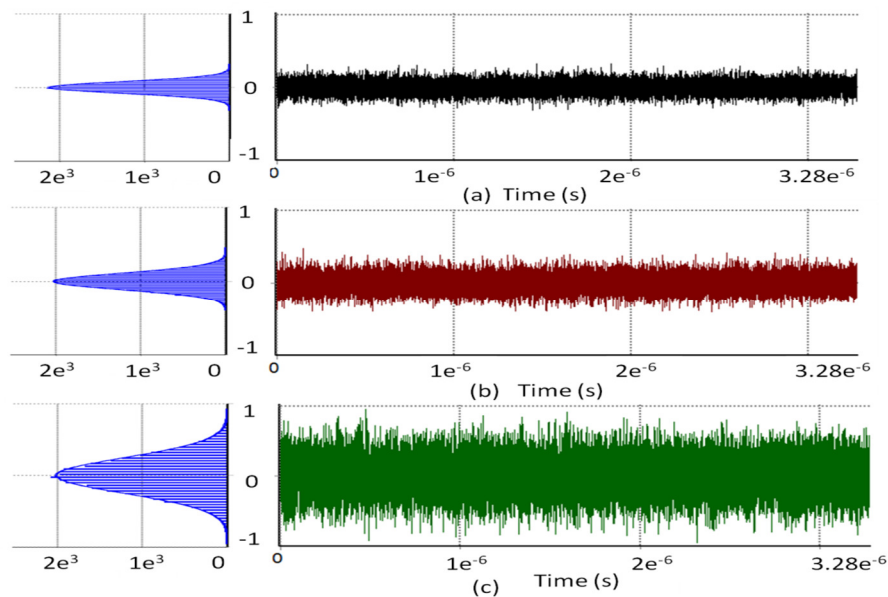 1
0
-1
2e³ 1e³ 0
0 1e⁻⁶ 2e⁻⁶ 3.28e⁻⁶
(a) Time (s)
1
0
-1
2e³ 1e³ 0
0 1e⁻⁶ 2e⁻⁶ 3.28e⁻⁶
(b) Time (s)
1
0
-1
2e³ 1e³ 0
0 1e⁻⁶ 2e⁻⁶ 3.28e⁻⁶
(c) Time (s)